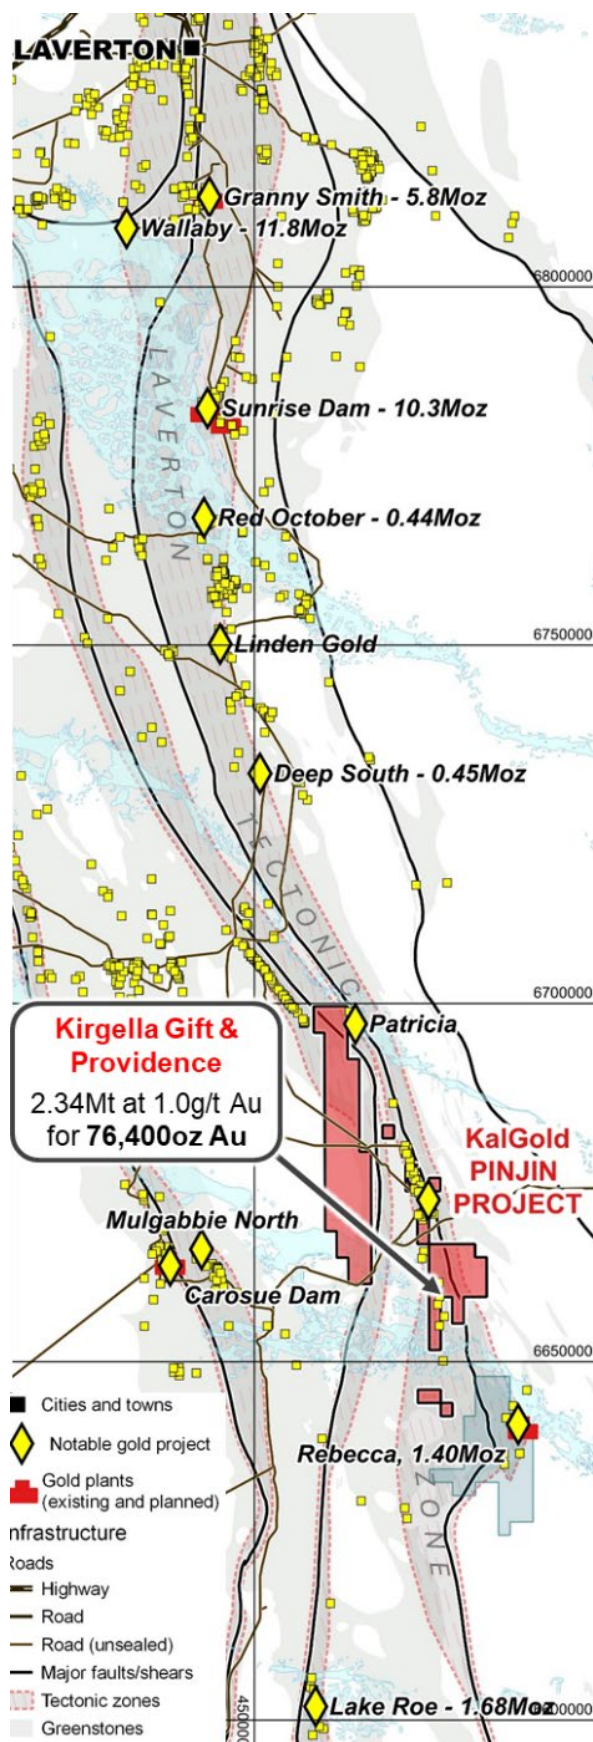 LAVERTON
Granny Smith - 5.8Moz
Wallaby - 11.8Moz
6800000
LAVERTON
Sunrise Dam - 10.3Moz
Red October - 0.44Moz
Linden Gold
6750000
Deep South - 0.45Moz
TECTONIC
6700000
Patricia
Kirgella Gift &
Providence
2.34Mt at 1.0g/t Au
for 76,400oz Au
KalGold
PINJIN
PROJECT
Mulgabbie North
Carosue Dam
6650000
Rebecca, 1.40Moz
ZONE
Cities and towns
Notable gold project
Gold plants
(existing and planned)
nfrastructure
Roads
Highway
Road
Road (unsealed)
Major faults/shears
Tectonic zones
Greenstones
Lake Roe - 1.68Moz
6600000